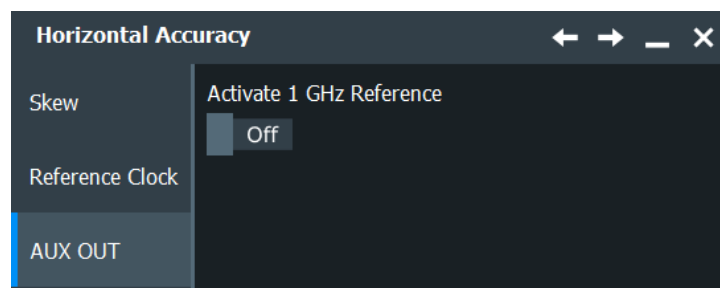 Horizontal Accuracy
Skew
Activate 1 GHz Reference
Off
Reference Clock
AUX OUT